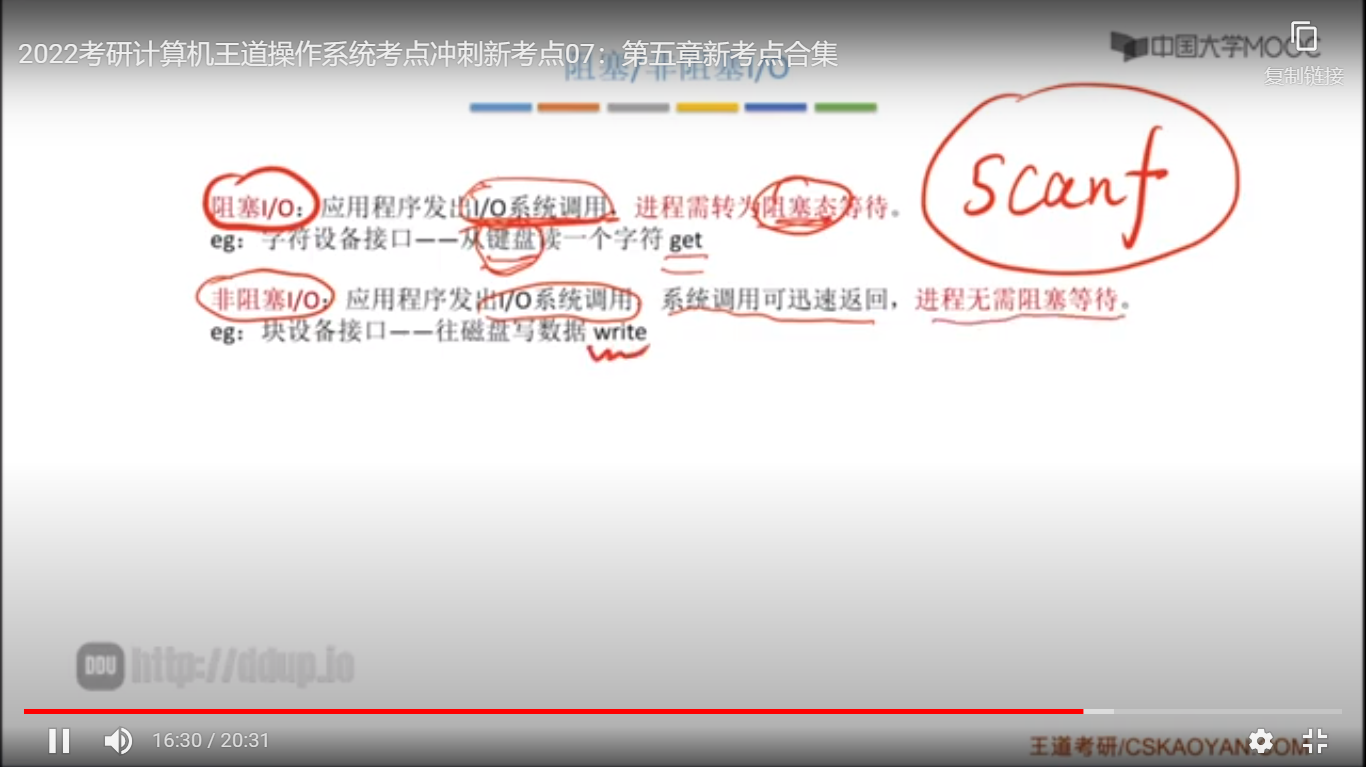 2022考研计算机王道操作系统考点冲刺新考点07：第五章新考点合集
中国大学MOOC
复制链接
阻塞/非阻塞I/O
scanf
阻塞I/O：应用程序发出I/O系统调用，进程需转为阻塞态等待。
eg：字符设备接口——从键盘读一个字符 get
非阻塞I/O：应用程序发出I/O系统调用，系统调用可迅速返回，进程无需阻塞等待。
eg：块设备接口——往磁盘写数据 write
DDU http://ddup.io
16:30 / 20:31
王道考研/CSKAOYAN.COM